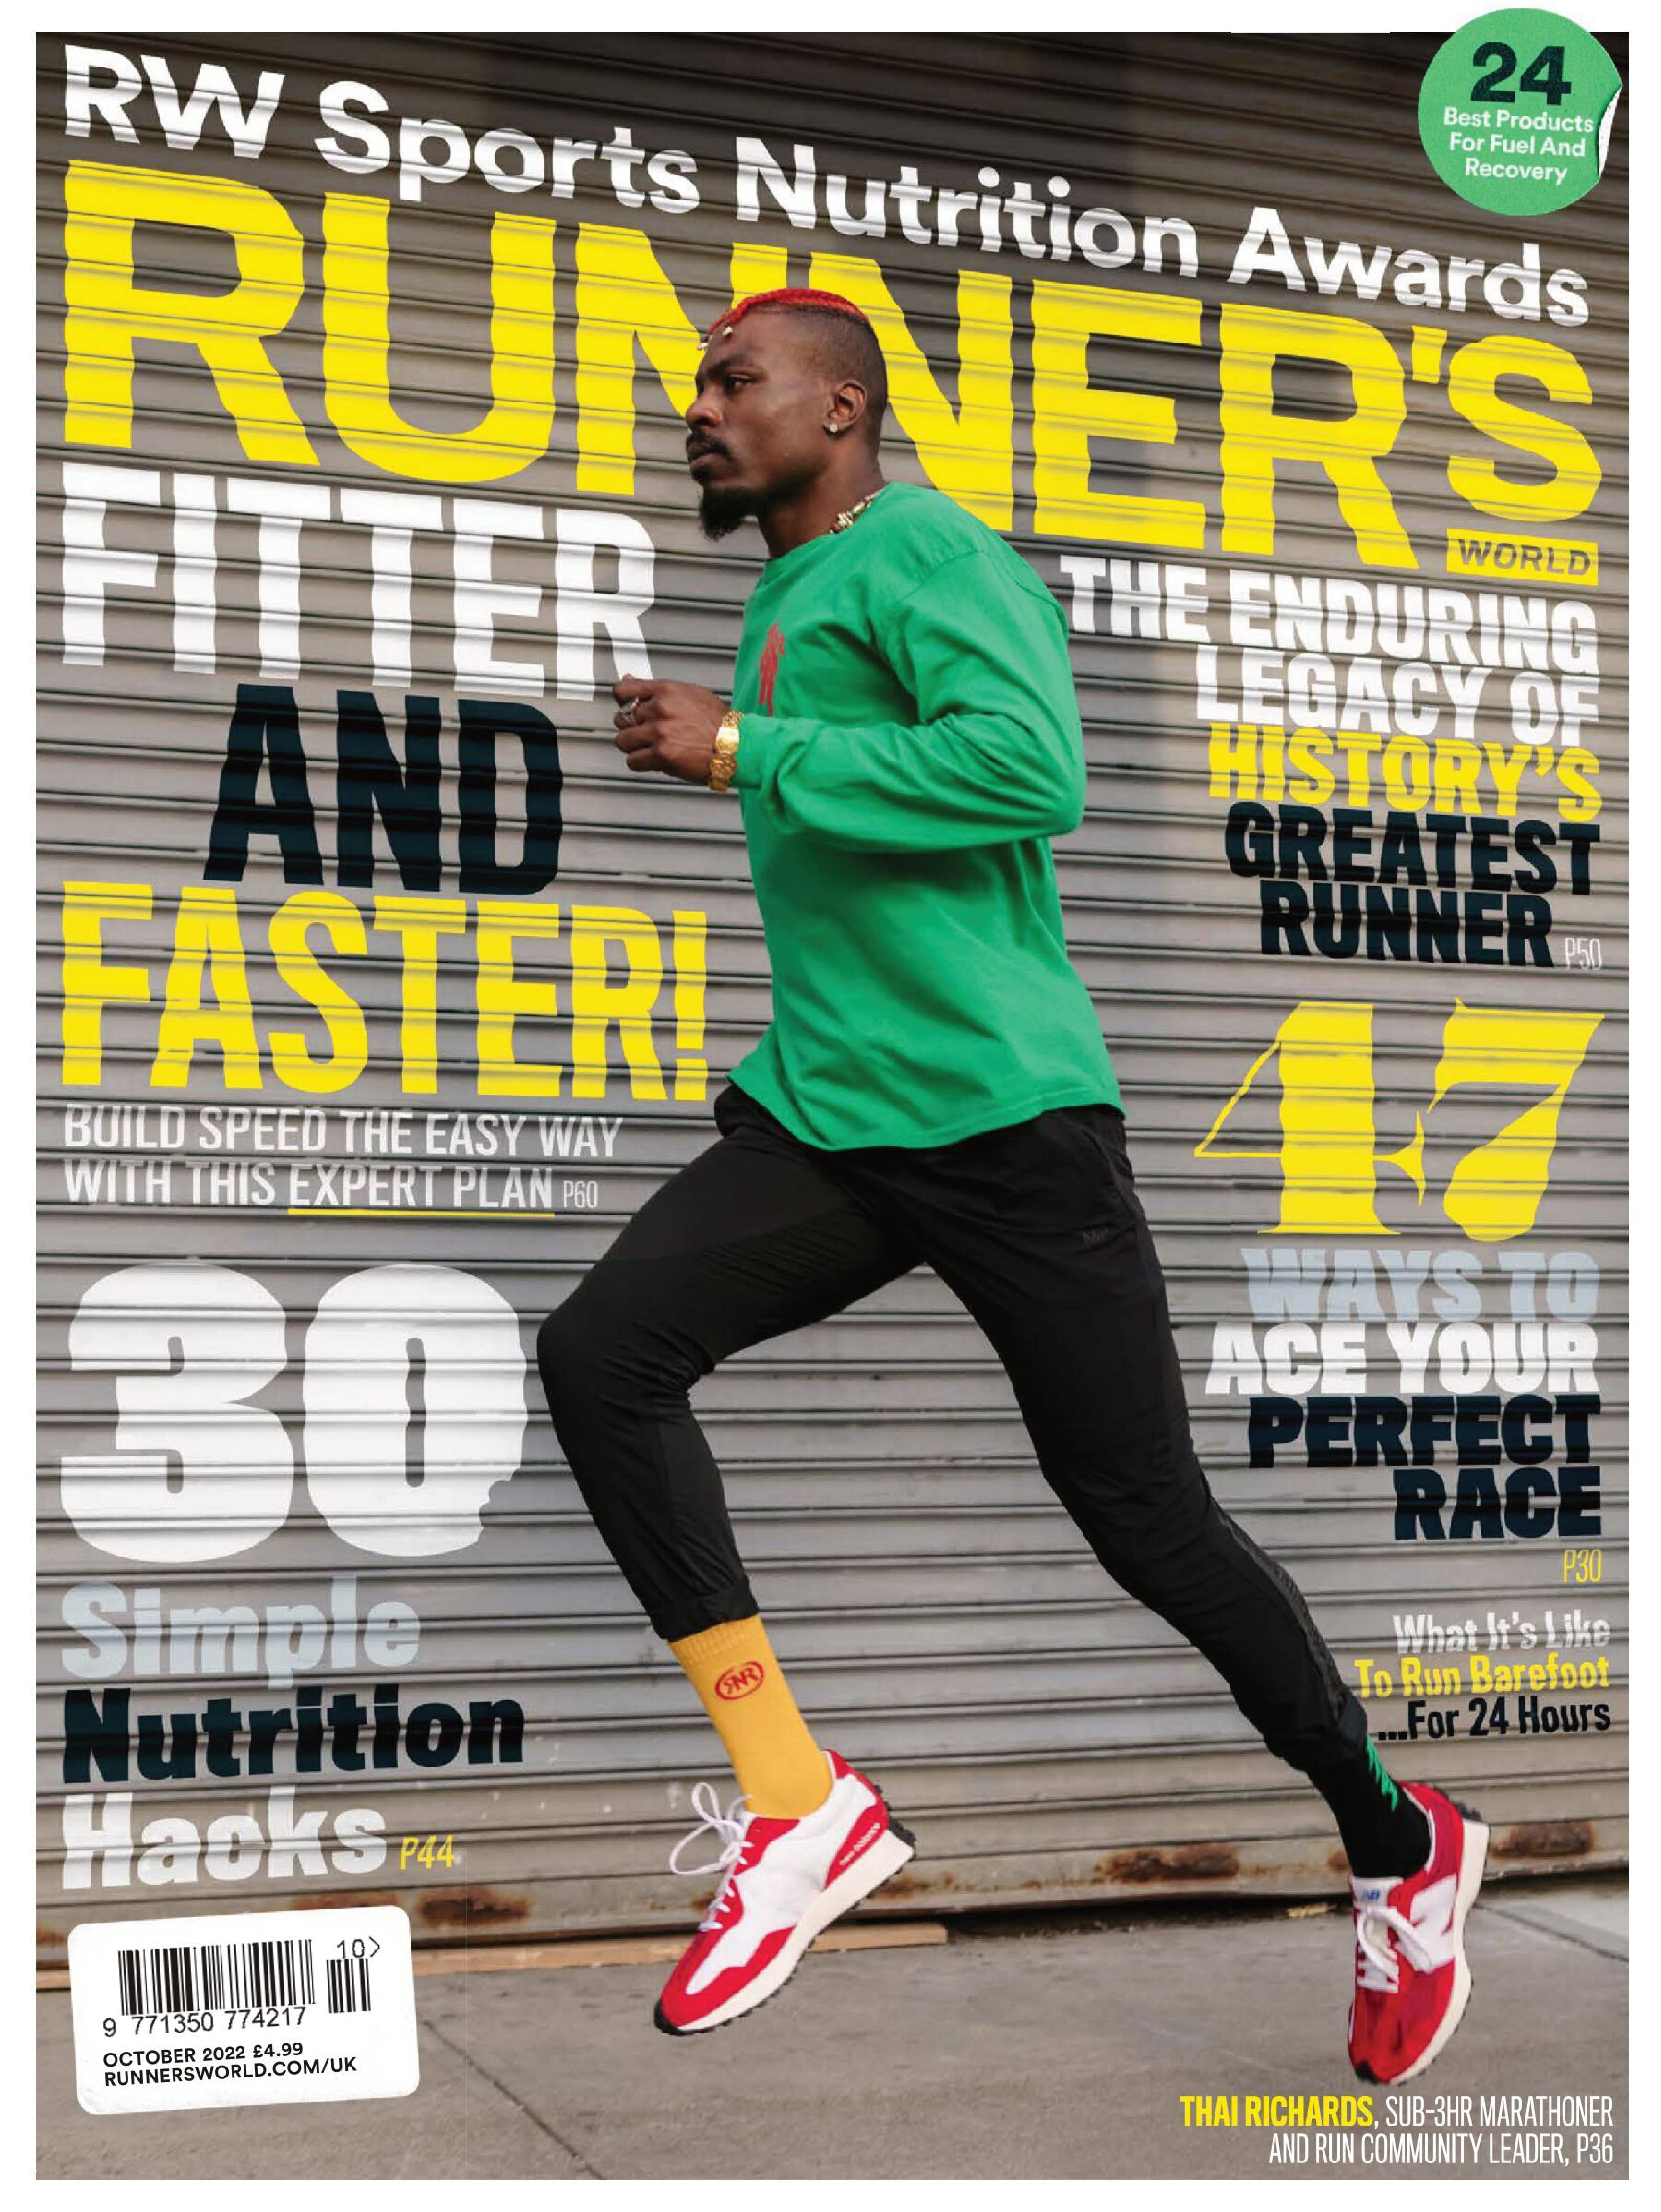 24
Best Products
For Fuel And
Recovery
RW Sports Nutrition Awards
RUNNER'S
WORLD
FITTER
AND
FASTER!
BUILD SPEED THE EASY WAY
WITH THIS EXPERT PLAN P60
30
Simple
Nutrition
Hacks P44
THE ENDURING
LEGACY OF
HISTORY'S
GREATEST
RUNNER P50
47
WAYS TO
ACE YOUR
PERFECT
RACE
P30
What It's Like
To Run Barefoot
...For 24 Hours
SNR
new balance
10>
9 771350 774217
OCTOBER 2022 £4.99
RUNNERSWORLD.COM/UK
THAI RICHARDS, SUB-3HR MARATHONER
AND RUN COMMUNITY LEADER, P36